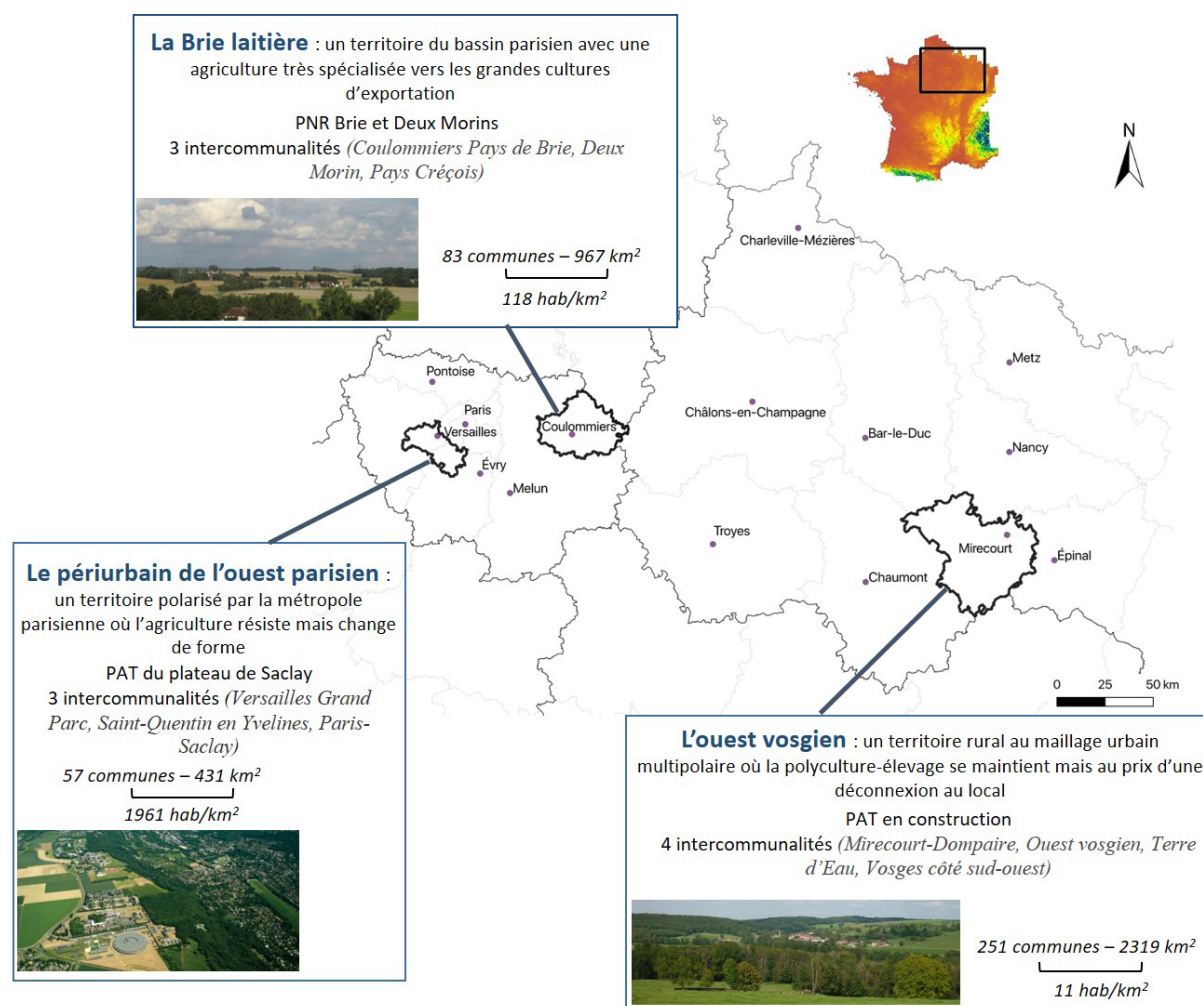 La Brie laitière : un territoire du bassin parisien avec une
agriculture très spécialisée vers les grandes cultures
d’exportation
PNR Brie et Deux Morins
3 intercommunalités (Coulommiers Pays de Brie, Deux
Morin, Pays Créçois)
83 communes – 967 km²
118 hab/km²
N
Charleville-Mézières
Metz
Pontoise
Paris
Châlons-en-Champagne
Versailles
Coulommiers
Bar-le-Duc
Nancy
Évry
Melun
Troyes
Mirecourt
Épinal
Chaumont
0 25 50 km
Le périurbain de l’ouest parisien :
un territoire polarisé par la métropole
parisienne où l’agriculture résiste mais change
de forme
PAT du plateau de Saclay
3 intercommunalités (Versailles Grand
Parc, Saint-Quentin en Yvelines, Paris-
Saclay)
57 communes – 431 km²
1961 hab/km²
L’ouest vosgien : un territoire rural au maillage urbain
multipolaire où la polyculture-élevage se maintient mais au prix d’une
déconnexion au local
PAT en construction
4 intercommunalités (Mirecourt-Dompaire, Ouest vosgien, Terre
d’Eau, Vosges côté sud-ouest)
251 communes – 2319 km²
11 hab/km²